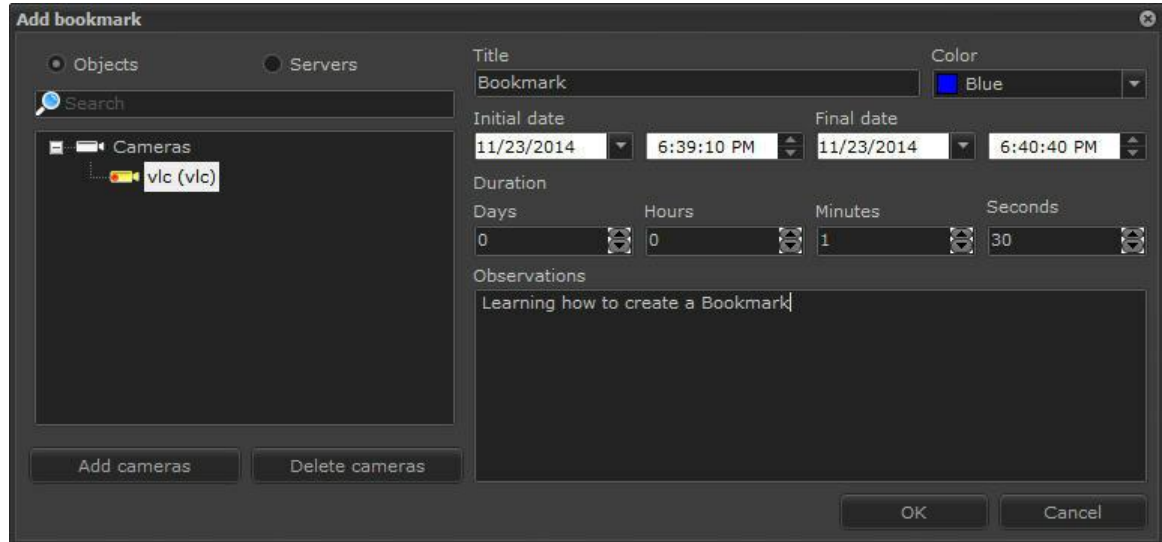 Add bookmark
Objects Servers
Search
Cameras
vlc (vlc)
Add cameras Delete cameras
Title Color
Bookmark Blue
Initial date Final date
11/23/2014 6:39:10 PM 11/23/2014 6:40:40 PM
Duration
Days Hours Minutes Seconds
0 0 1 30
Observations
Learning how to create a Bookmark
OK Cancel